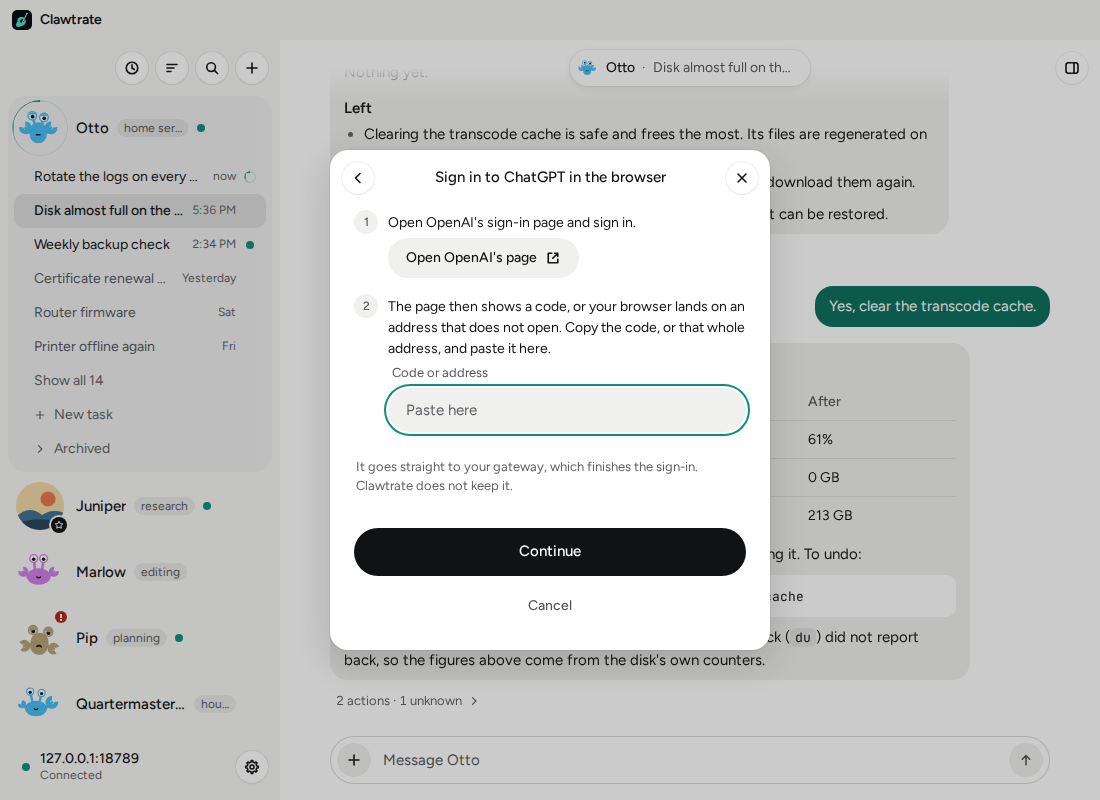 Clawtrate
Otto
home ser...
Rotate the logs on every ...
now
Disk almost full on the ...
5:36 PM
Weekly backup check
2:34 PM
Certificate renewal ...
Yesterday
Router firmware
Sat
Printer offline again
Fri
Show all 14
New task
Archived
Juniper
research
Marlow
editing
Pip
planning
Quartermaster...
hou...
127.0.0.1:18789
Connected
Otto · Disk almost full on th...
Nothing yet.
Left
• Clearing the transcode cache is safe and frees the most. Its files are regenerated on
download them again.
t can be restored.
Yes, clear the transcode cache.
After
61%
0 GB
213 GB
ng it. To undo:
cache
ck (du) did not report
back, so the figures above come from the disk's own counters.
2 actions · 1 unknown
Message Otto
Sign in to ChatGPT in the browser
1
Open OpenAI's sign-in page and sign in.
Open OpenAI's page
2
The page then shows a code, or your browser lands on an
address that does not open. Copy the code, or that whole
address, and paste it here.
Code or address
Paste here
It goes straight to your gateway, which finishes the sign-in.
Clawtrate does not keep it.
Continue
Cancel